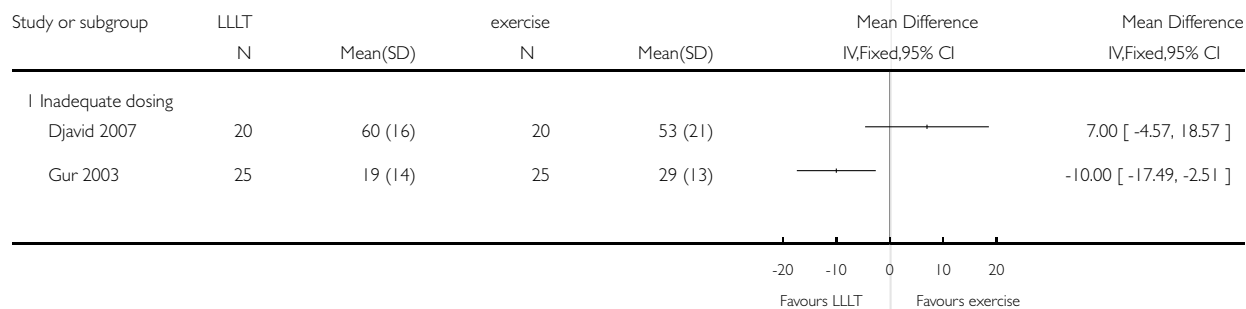 Study or subgroup LLLT exercise Mean Difference Mean Difference
N Mean(SD) N Mean(SD) IV,Fixed,95% CI IV,Fixed,95% CI
1 Inadequate dosing
Djavid 2007 20 60 (16) 20 53 (21) 7.00 [ -4.57, 18.57 ]
Gur 2003 25 19 (14) 25 29 (13) -10.00 [ -17.49, -2.51 ]
-20 -10 0 10 20
Favours LLLT Favours exercise